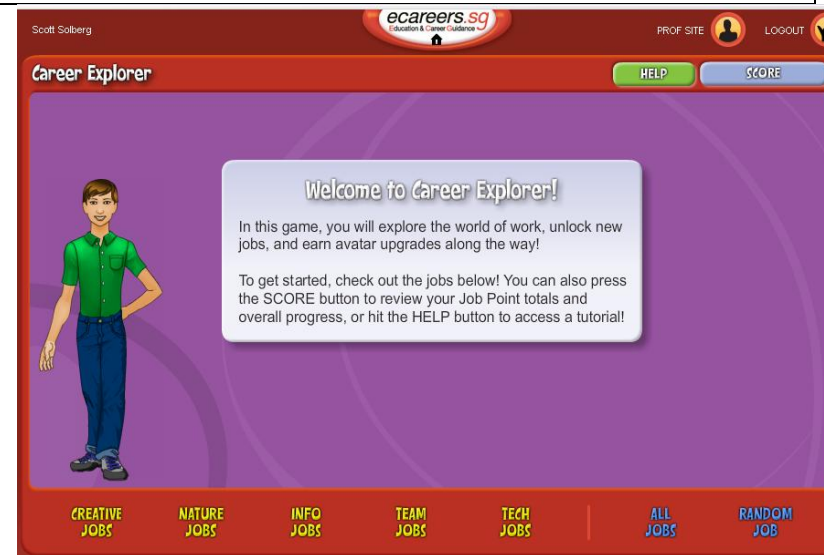 Scott Solberg
ecareers.sg
Education & Career Guidance
PROF SITE
LOGOUT
Career Explorer
HELP
SCORE
Welcome to Career Explorer!
In this game, you will explore the world of work, unlock new
jobs, and earn avatar upgrades along the way!
To get started, check out the jobs below! You can also press
the SCORE button to review your Job Point totals and
overall progress, or hit the HELP button to access a tutorial!
CREATIVE
JOBS
NATURE
JOBS
INFO
JOBS
TEAM
JOBS
TECH
JOBS
ALL
JOBS
RANDOM
JOB